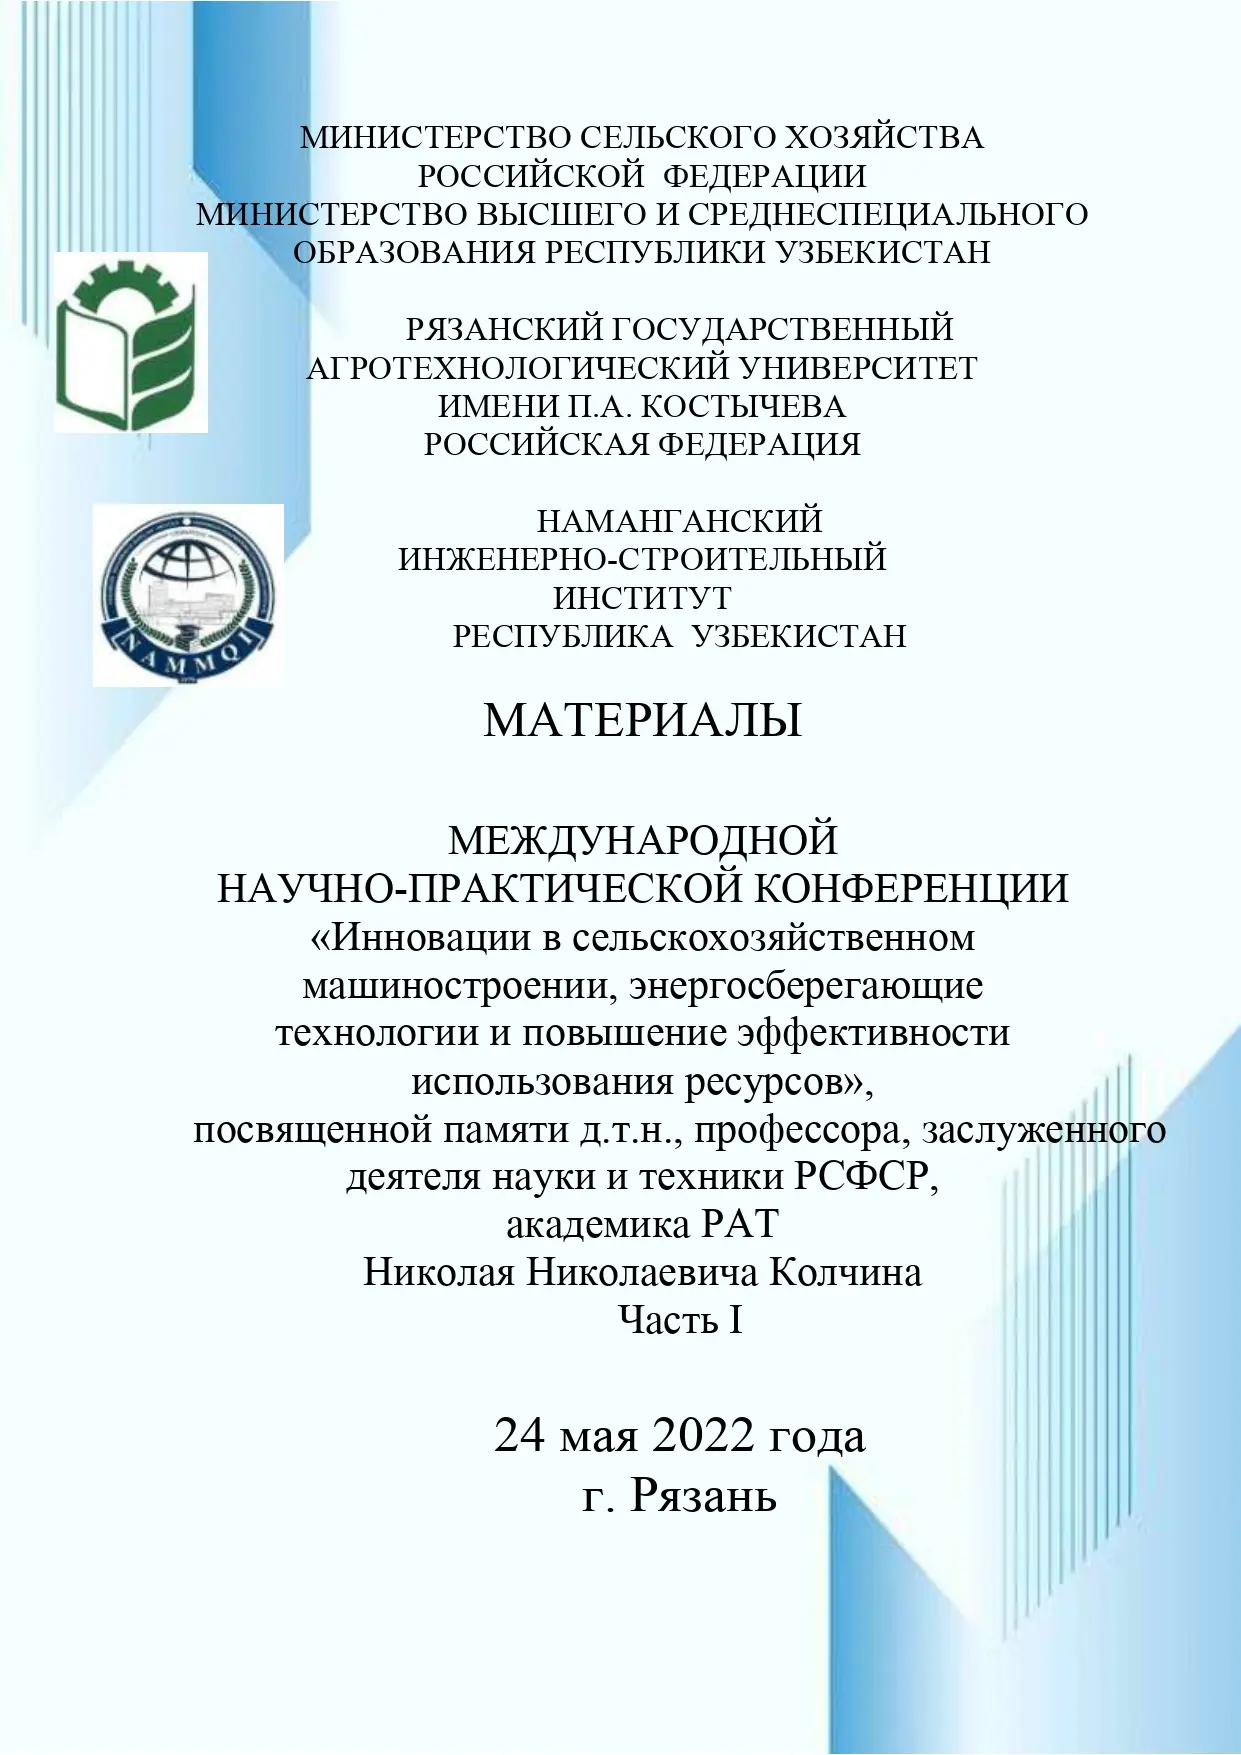 МИНИСТЕРСТВО СЕЛЬСКОГО ХОЗЯЙСТВА
РОССИЙСКОЙ ФЕДЕРАЦИИ
МИНИСТЕРСТВО ВЫСШЕГО И СРЕДНЕСПЕЦИАЛЬНОГО
ОБРАЗОВАНИЯ РЕСПУБЛИКИ УЗБЕКИСТАН
РЯЗАНСКИЙ ГОСУДАРСТВЕННЫЙ
АГРОТЕХНОЛОГИЧЕСКИЙ УНИВЕРСИТЕТ
ИМЕНИ П.А. КОСТЫЧЕВА
РОССИЙСКАЯ ФЕДЕРАЦИЯ
НАМАНГАНСКИЙ
ИНЖЕНЕРНО-СТРОИТЕЛЬНЫЙ
ИНСТИТУТ
РЕСПУБЛИКА УЗБЕКИСТАН
NAMMQI
МАТЕРИАЛЫ
МЕЖДУНАРОДНОЙ
НАУЧНО-ПРАКТИЧЕСКОЙ КОНФЕРЕНЦИИ
«Инновации в сельскохозяйственном
машиностроении, энергосберегающие
технологии и повышение эффективности
использования ресурсов»,
посвященной памяти д.т.н., профессора, заслуженного
деятеля науки и техники РСФСР,
академика РАТ
Николая Николаевича Колчина
Часть I
24 мая 2022 года
г. Рязань